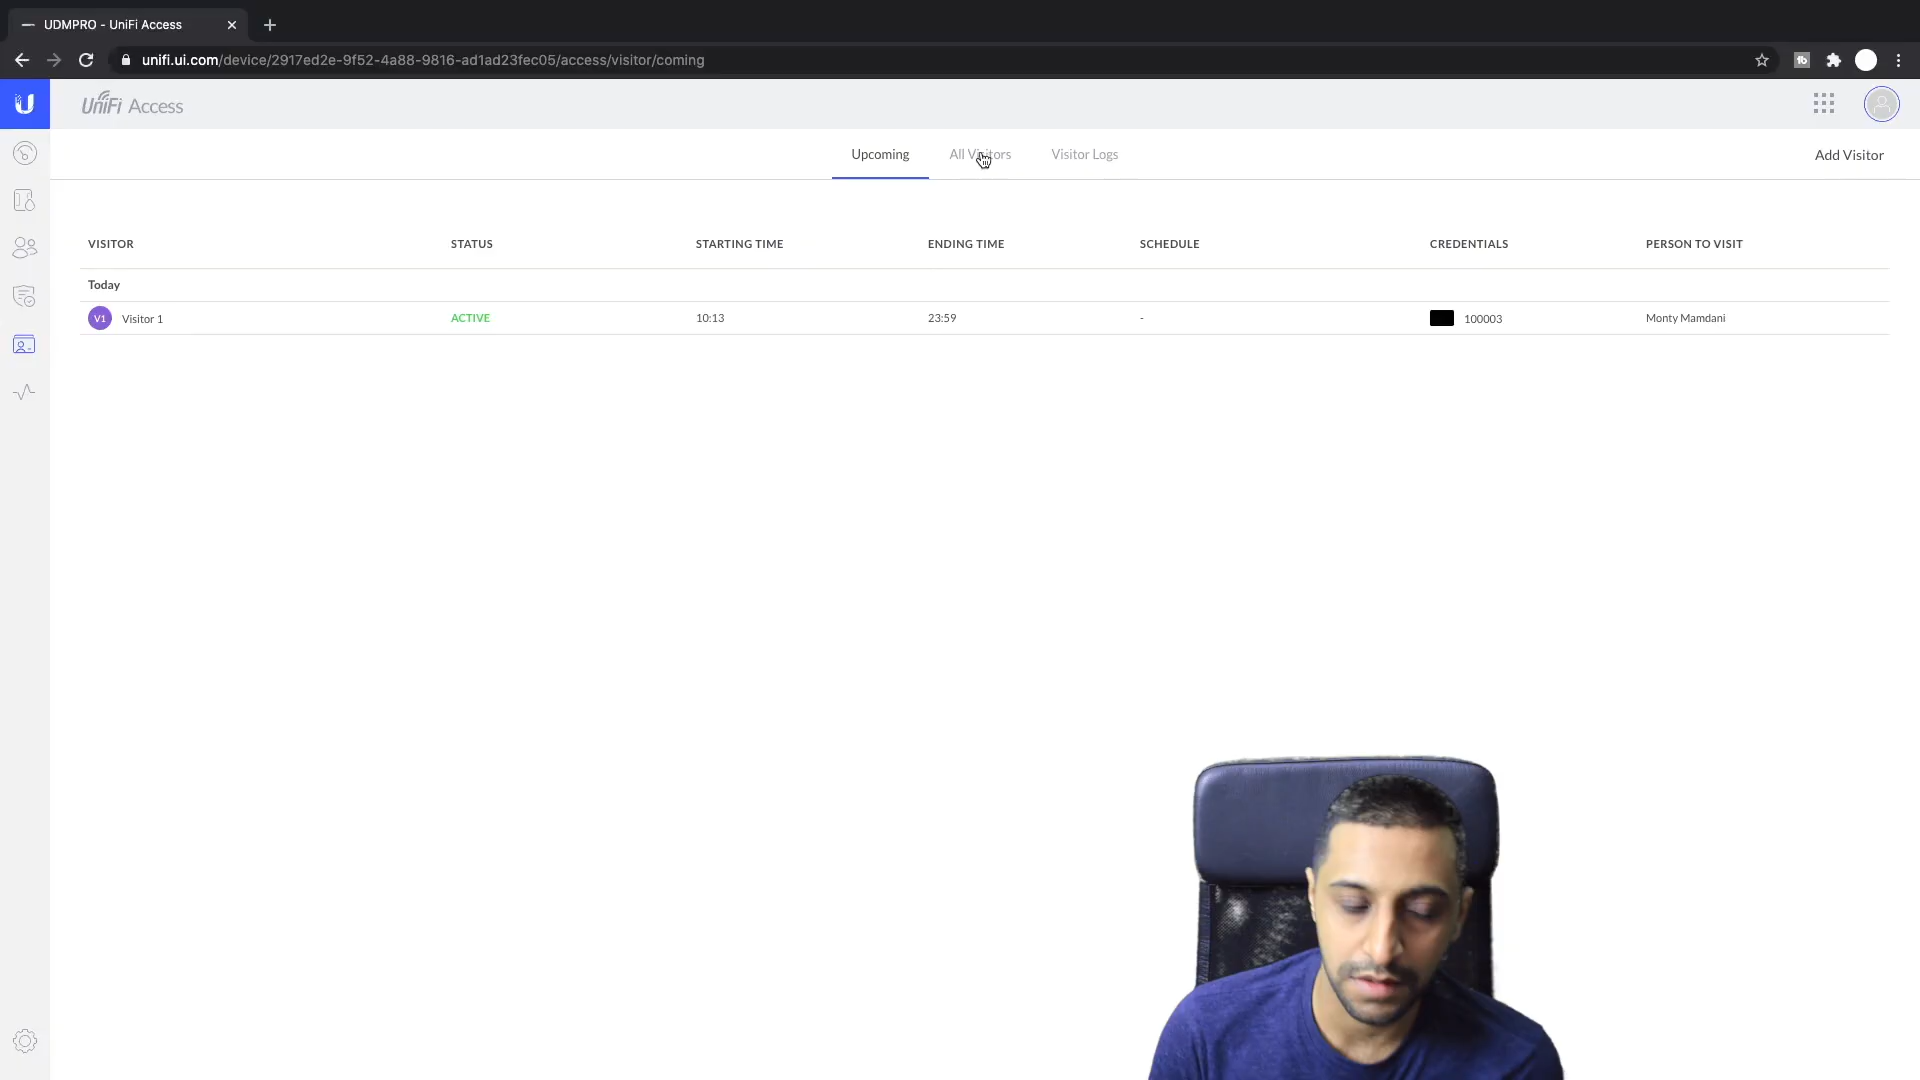 UDMPRO - UniFi Access
unifi.ui.com/device/2917ed2e-9f52-4a88-9816-ad1ad23fec05/access/visitor/coming
UniFi Access
Upcoming All Visitors Visitor Logs Add Visitor
VISITOR STATUS STARTING TIME ENDING TIME SCHEDULE CREDENTIALS PERSON TO VISIT
Today
V1 Visitor 1 ACTIVE 10:13 23:59 - 100003 Monty Mamdani